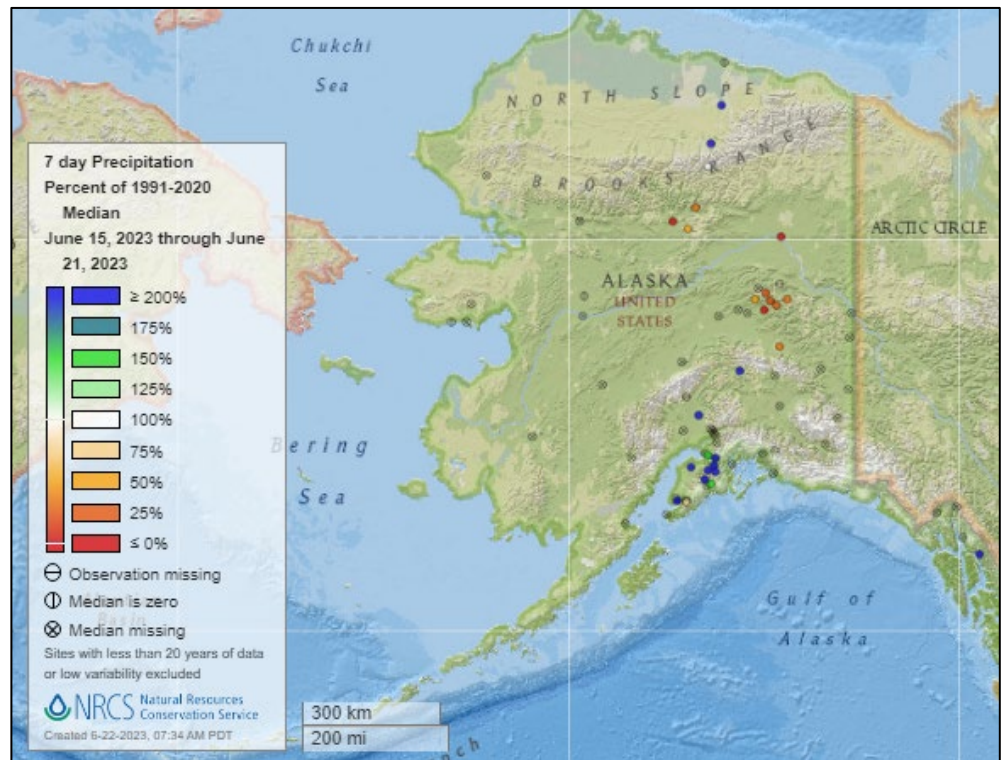 Chukchi
Sea
NORTH SLOPE
BROOKS RANGE
ARCTIC CIRCLE
ALASKA
UNITED
STATES
Bering
Sea
Gulf of
Alaska
7 day Precipitation
Percent of 1991-2020
Median
June 15, 2023 through June
21, 2023
≥ 200%
175%
150%
125%
100%
75%
50%
25%
≤ 0%
Observation missing
Median is zero
Median missing
Sites with less than 20 years of data
or low variability excluded
NRCS Natural Resources
Conservation Service
Created 6-22-2023, 07:34 AM PDT
300 km
200 mi